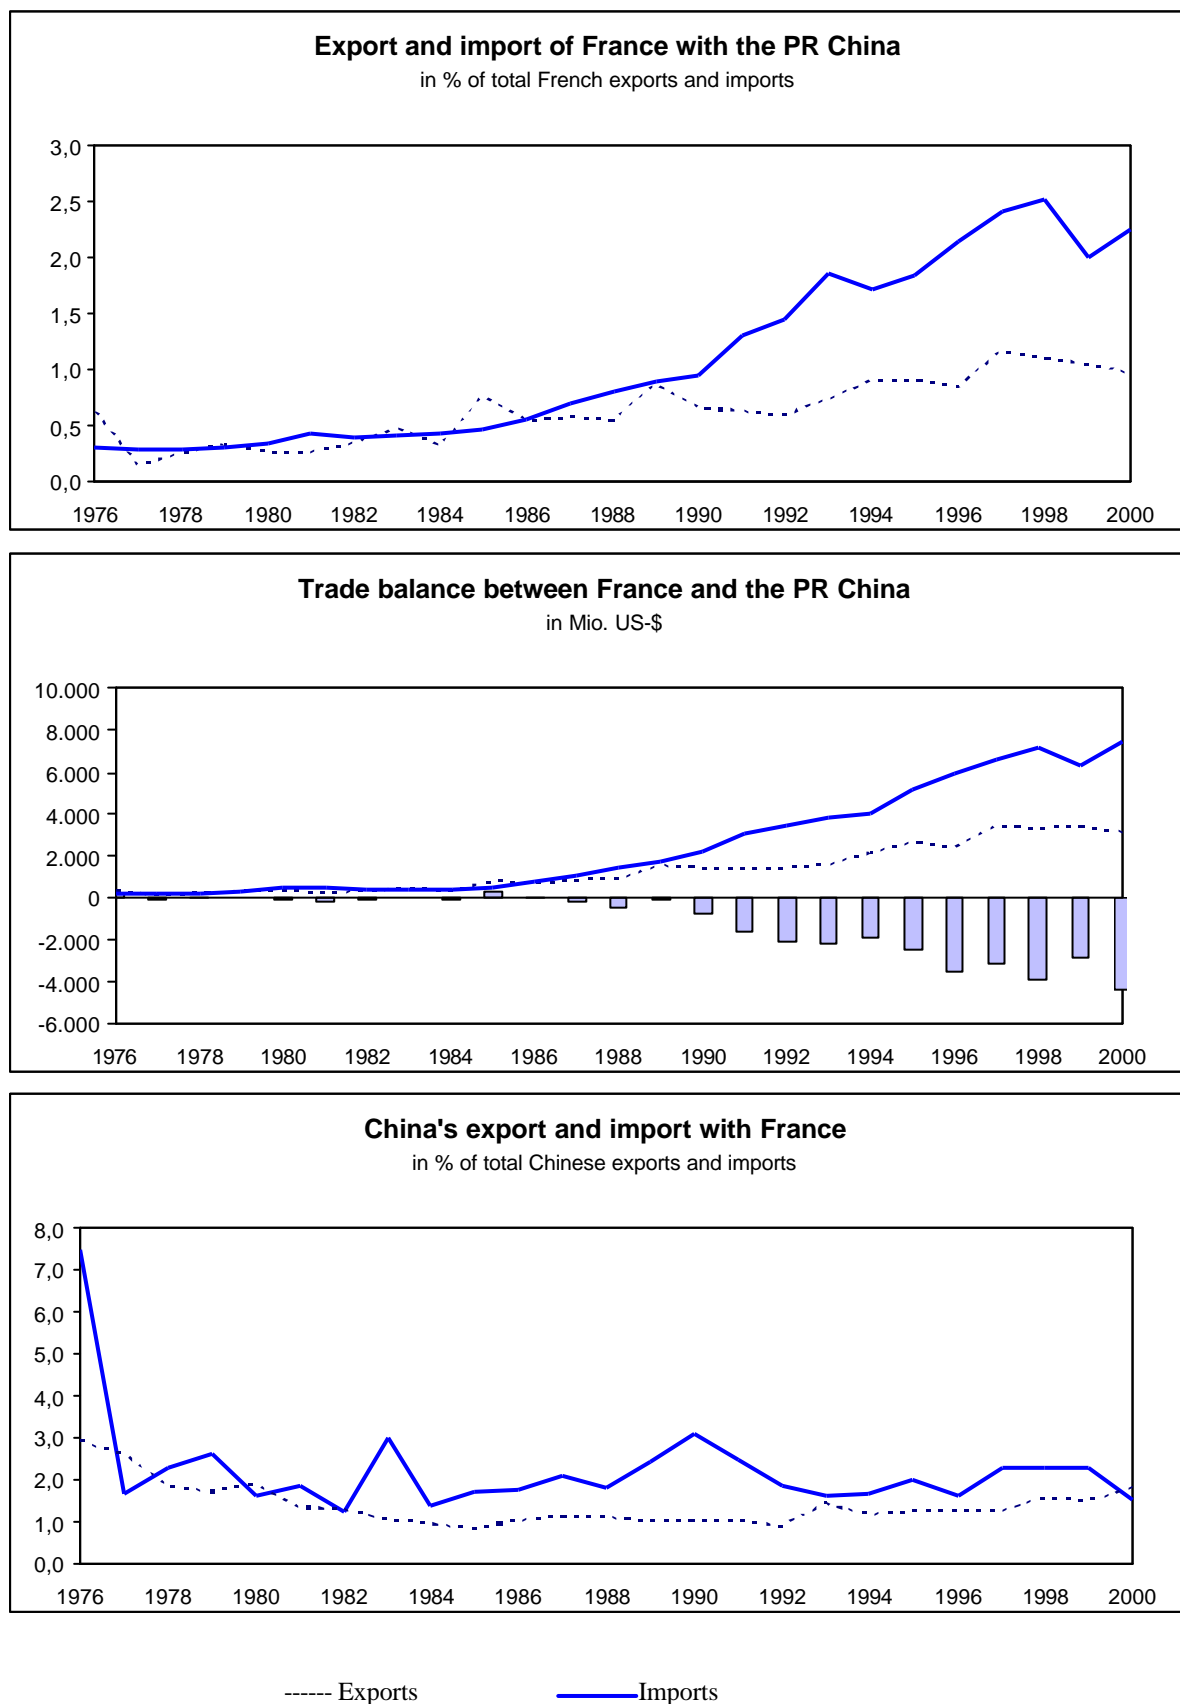 Export and import of France with the PR China
in % of total French exports and imports
3,0
2,5
2,0
1,5
1,0
0,5
0,0
1976 1978 1980 1982 1984 1986 1988 1990 1992 1994 1996 1998 2000
Trade balance between France and the PR China
in Mio. US-$
10.000
8.000
6.000
4.000
2.000
0
-2.000
-4.000
-6.000
1976 1978 1980 1982 1984 1986 1988 1990 1992 1994 1996 1998 2000
China's export and import with France
in % of total Chinese exports and imports
8,0
7,0
6,0
5,0
4,0
3,0
2,0
1,0
0,0
1976 1978 1980 1982 1984 1986 1988 1990 1992 1994 1996 1998 2000
------ Exports Imports